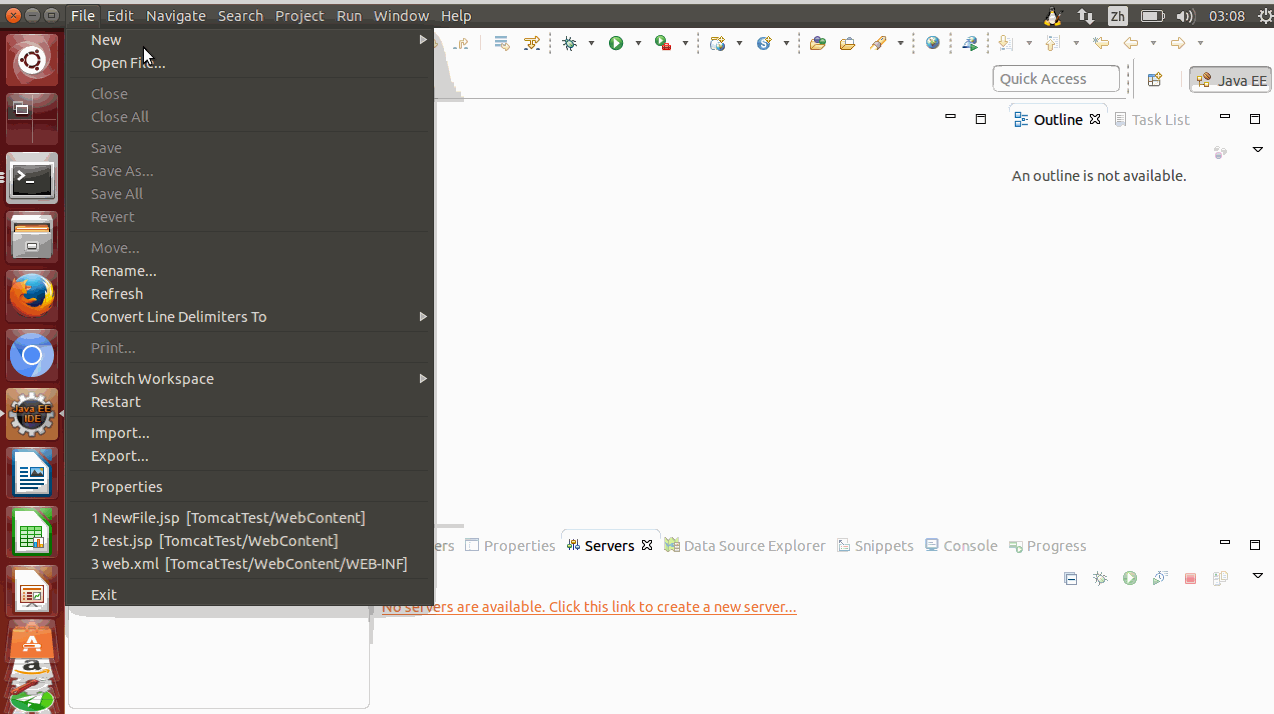 File Edit Navigate Search Project Run Window Help
Zh 03:08
New
Open File...
Close
Close All
Save
Save As...
Save All
Revert
Move...
Rename...
Refresh
Convert Line Delimiters To
Print...
Switch Workspace
Restart
Import...
Export...
Properties
1 NewFile.jsp [TomcatTest/WebContent]
2 test.jsp [TomcatTest/WebContent]
3 web.xml [TomcatTest/WebContent/WEB-INF]
Exit
Quick Access
Java EE
Outline Task List
An outline is not available.
ers Properties Servers Data Source Explorer Snippets Console Progress
No servers are available. Click this link to create a new server...
Java EE
IDE